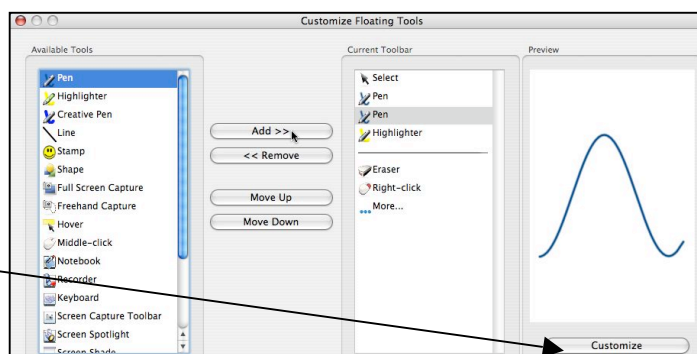 Customize Floating Tools
Available Tools
Pen
Highlighter
Creative Pen
Line
Stamp
Shape
Full Screen Capture
Freehand Capture
Hover
Middle-click
Notebook
Recorder
Keyboard
Screen Capture Toolbar
Screen Spotlight
Screen Shade
Add >>
<< Remove
Move Up
Move Down
Current Toolbar
Select
Pen
Pen
Highlighter
Eraser
Right-click
More...
Preview
Customize